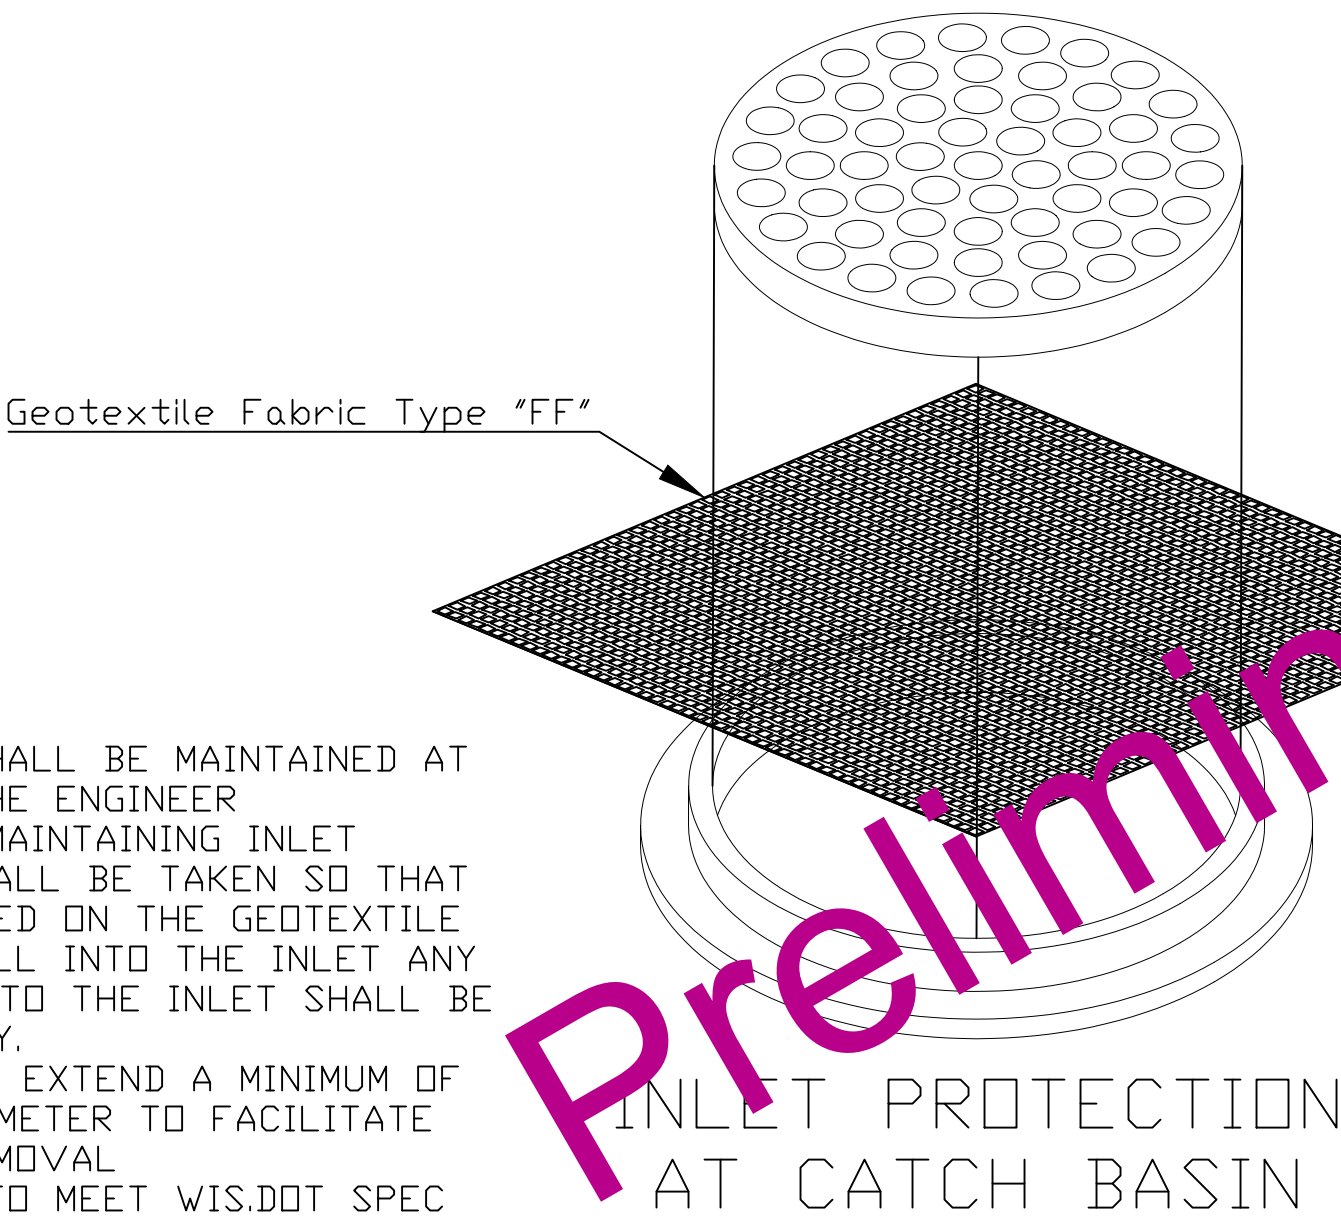 Geotextile Fabric Type "FF"
HALL BE MAINTAINED AT
HE ENGINEER
MAINTAINING INLET
ALL BE TAKEN SO THAT
ED ON THE GEOTEXTILE
LL INTO THE INLET ANY
TO THE INLET SHALL BE
Y.
EXTEND A MINIMUM OF
METER TO FACILITATE
MOVAL
TO MEET WIS.DOT SPEC
INLET PROTECTION
AT CATCH BASIN
Prelimin